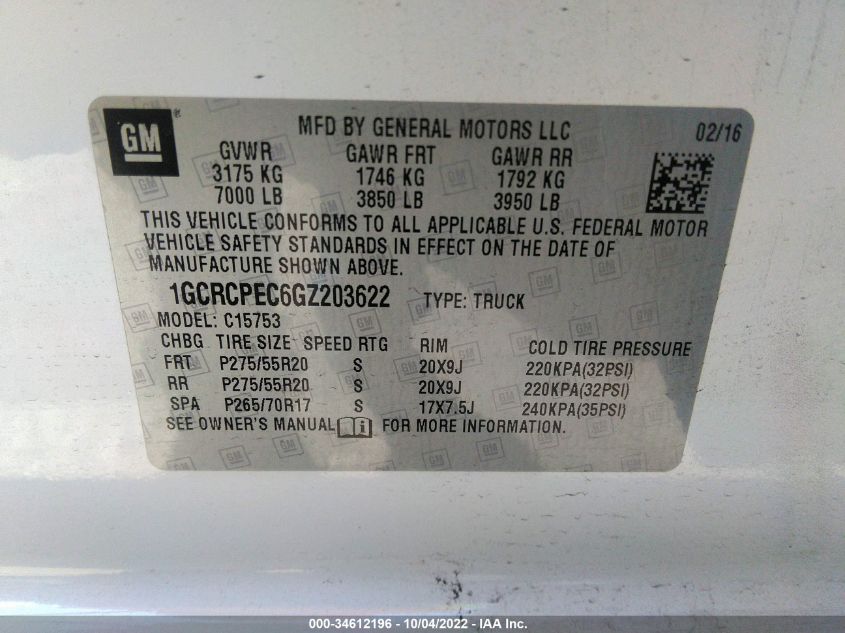 GM®
MFD BY GENERAL MOTORS LLC 02/16
GVWR GAWR FRT GAWR RR
3175 KG 1746 KG 1792 KG
7000 LB 3850 LB 3950 LB
THIS VEHICLE CONFORMS TO ALL APPLICABLE U.S. FEDERAL MOTOR
VEHICLE SAFETY STANDARDS IN EFFECT ON THE DATE OF
MANUFACTURE SHOWN ABOVE.
1GCRCPEC6GZ203622 TYPE: TRUCK
MODEL: C15753
CHBG TIRE SIZE SPEED RTG RIM COLD TIRE PRESSURE
FRT P275/55R20 S 20X9J 220KPA(32PSI)
RR P275/55R20 S 20X9J 220KPA(32PSI)
SPA P265/70R17 S 17X7.5J 240KPA(35PSI)
SEE OWNER'S MANUAL i FOR MORE INFORMATION.
000-34612196 - 10/04/2022 - IAA Inc.